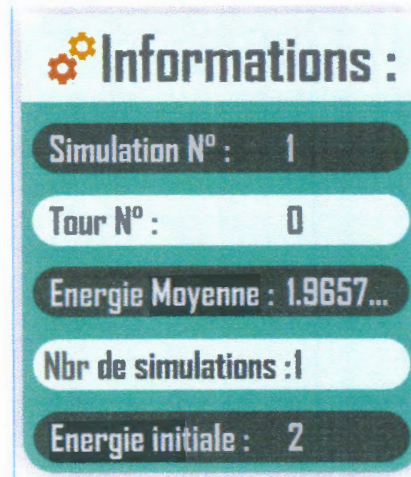 Informations :
Simulation N° : 1
Tour N° : 0
Energie Moyenne : 1.9657...
Nbr de simulations :1
Energie initiale : 2